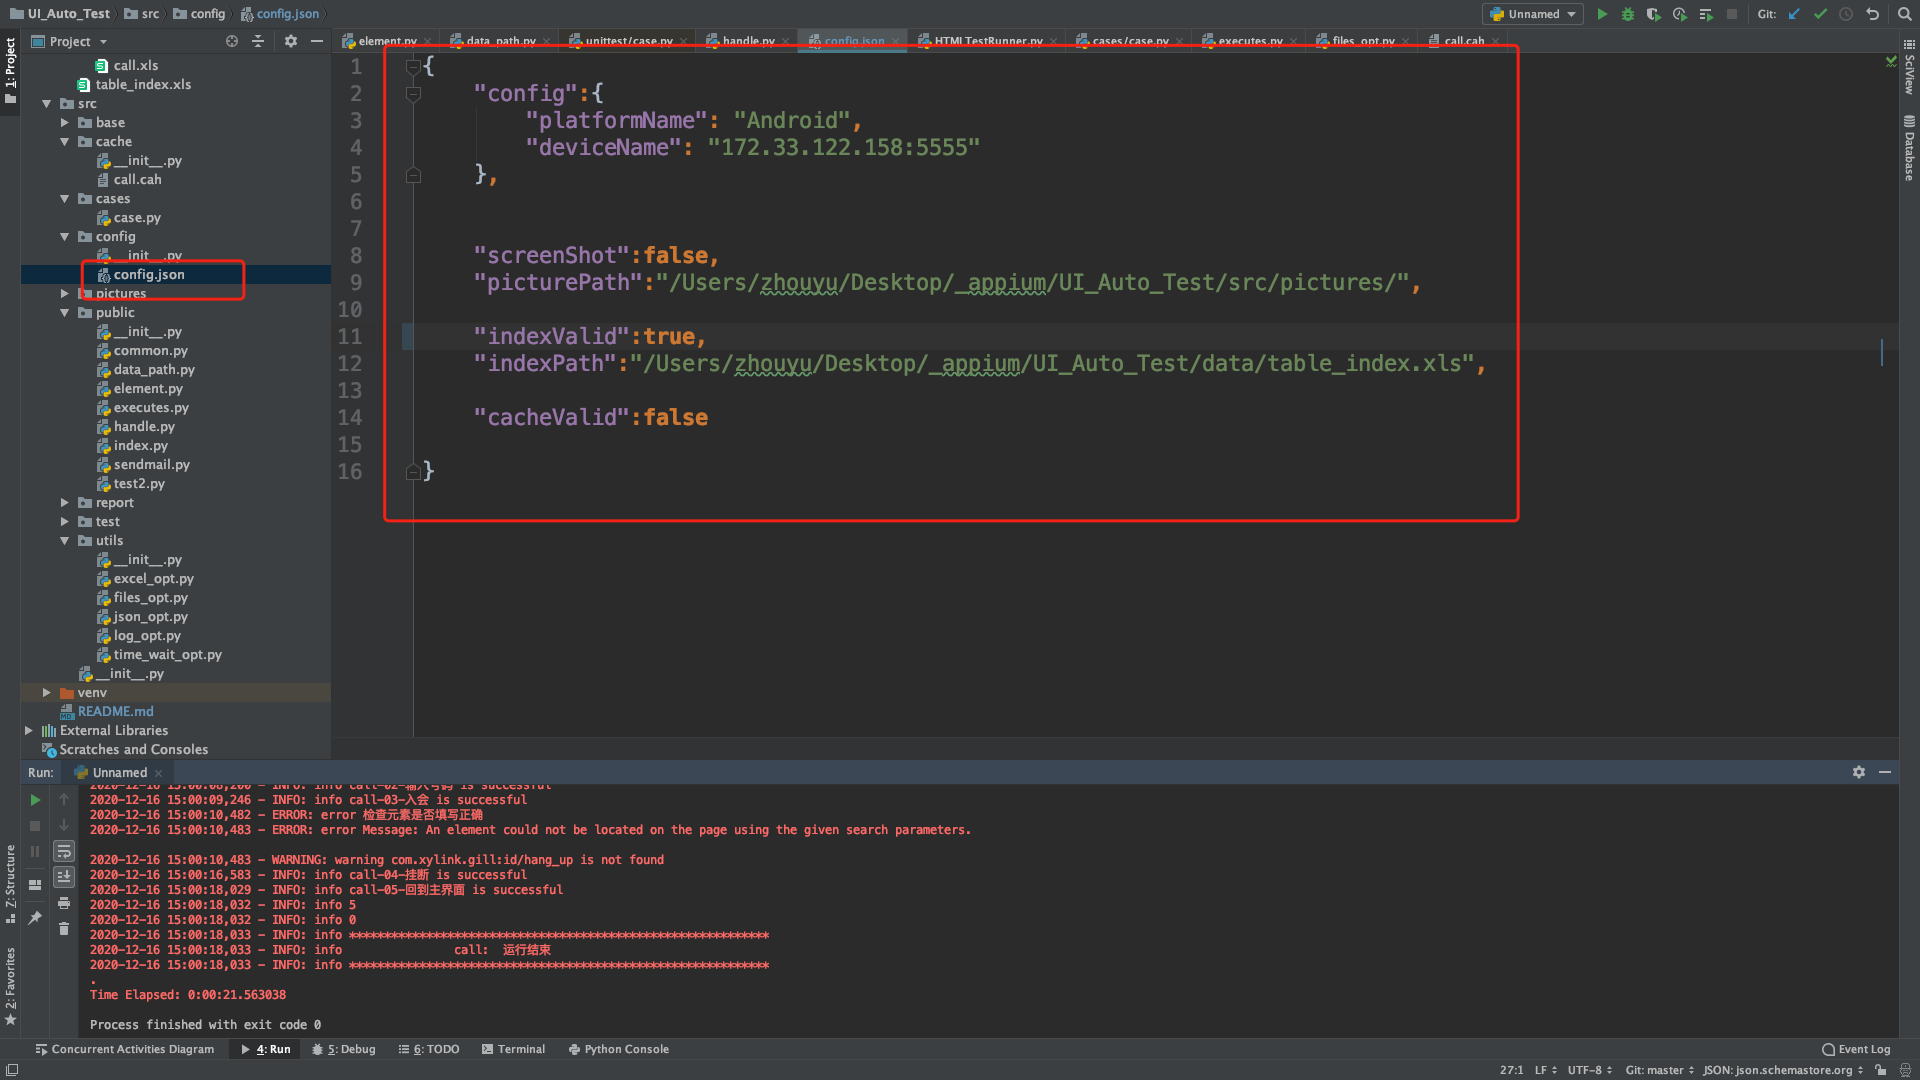 UI_Auto_Test
src
config
config.json
Unnamed
Git:
1: Project
Project
element.py
data_path.py
unittest/case.py
handle.py
config.json
HTMLTestRunner.py
cases/case.py
executes.py
files_opt.py
call.cah
call.xls
table_index.xls
src
base
cache
__init__.py
call.cah
cases
case.py
config
__init__.py
config.json
pictures
public
__init__.py
common.py
data_path.py
element.py
executes.py
handle.py
index.py
sendmail.py
test2.py
report
test
utils
__init__.py
excel_opt.py
files_opt.py
json_opt.py
log_opt.py
time_wait_opt.py
__init__.py
venv
README.md
External Libraries
Scratches and Consoles
1 {
2 "config":{
3 "platformName": "Android",
4 "deviceName": "172.33.122.158:5555"
5 },
6
7
8 "screenShot":false,
9 "picturePath":"/Users/zhouyu/Desktop/_appium/UI_Auto_Test/src/pictures/",
10
11 "indexValid":true,
12 "indexPath":"/Users/zhouyu/Desktop/_appium/UI_Auto_Test/data/table_index.xls",
13
14 "cacheValid":false
15
16 }
SciView
Database
Run:
Unnamed
2020-12-16 15:00:08,200 - INFO: info call-02-输入号码 is successful
2020-12-16 15:00:09,246 - INFO: info call-03-入会 is successful
2020-12-16 15:00:10,482 - ERROR: error 检查元素是否填写正确
2020-12-16 15:00:10,483 - ERROR: error Message: An element could not be located on the page using the given search parameters.
2020-12-16 15:00:10,483 - WARNING: warning com.xylink.gill:id/hang_up is not found
2020-12-16 15:00:16,583 - INFO: info call-04-挂断 is successful
2020-12-16 15:00:18,029 - INFO: info call-05-回到主界面 is successful
2020-12-16 15:00:18,032 - INFO: info 5
2020-12-16 15:00:18,032 - INFO: info 0
2020-12-16 15:00:18,033 - INFO: info ************************************************************
2020-12-16 15:00:18,033 - INFO: info call: 运行结束
2020-12-16 15:00:18,033 - INFO: info ************************************************************
.
Time Elapsed: 0:00:21.563038
Process finished with exit code 0
Z: Structure
2: Favorites
Concurrent Activities Diagram
4: Run
5: Debug
6: TODO
Terminal
Python Console
Event Log
27:1
LF
UTF-8
Git: master
JSON: json.schemastore.org